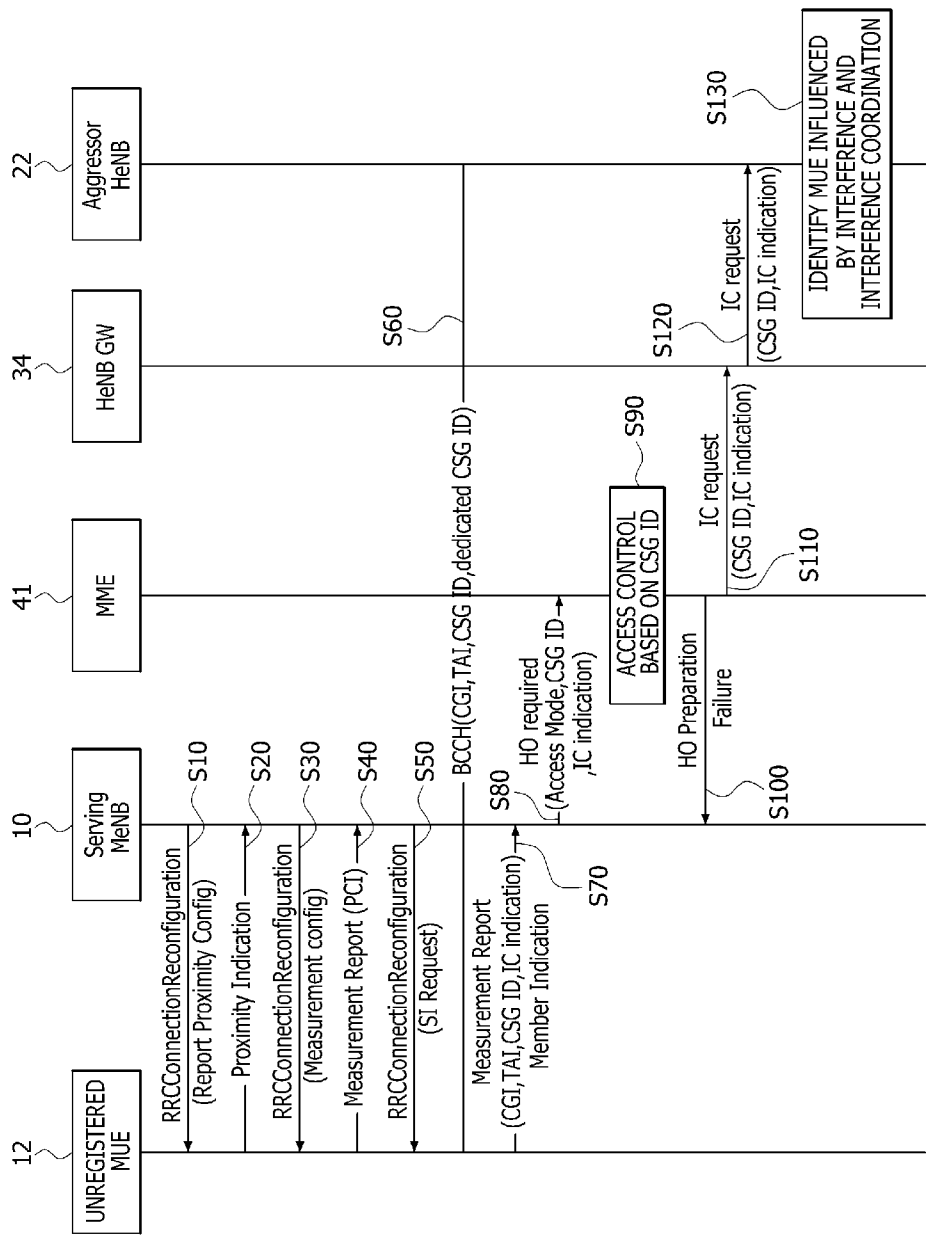 12
UNREGISTERED
MUE
10
Serving
MeNB
41
MME
34
HeNB GW
22
Aggressor
HeNB
RRCConnectionReconfiguration
(Report Proximity Config)
S10
Proximity Indication
S20
RRCConnectionReconfiguration
(Measurement config)
S30
Measurement Report (PCI)
S40
RRCConnectionReconfiguration
(SI Request)
S50
BCCH(CGI,TAI,CSG ID,dedicated CSG ID)
S60
Measurement Report
(CGI,TAI,CSG ID,IC indication)
Member Indication
S70
S80
HO required
(Access Mode,CSG ID
,IC indication)
ACCESS CONTROL
BASED ON CSG ID
S90
HO Preparation
Failure
S100
IC request
(CSG ID,IC indication)
S110
S120
IC request
(CSG ID,IC indication)
S130
IDENTIFY MUE INFLUENCED
BY INTERFERENCE AND
INTERFERENCE COORDINATION